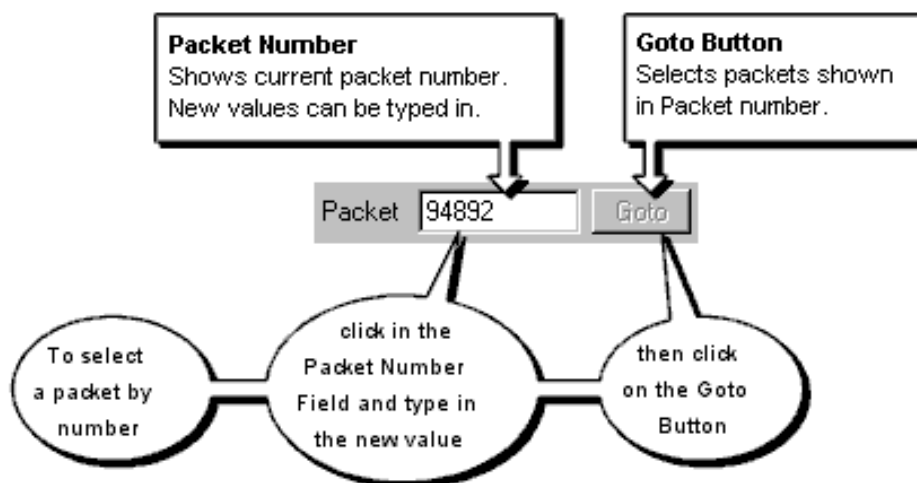 Packet Number
Shows current packet number.
New values can be typed in.
Goto Button
Selects packets shown
in Packet number.
Packet 94892 Goto
To select
a packet by
number
click in the
Packet Number
Field and type in
the new value
then click
on the Goto
Button